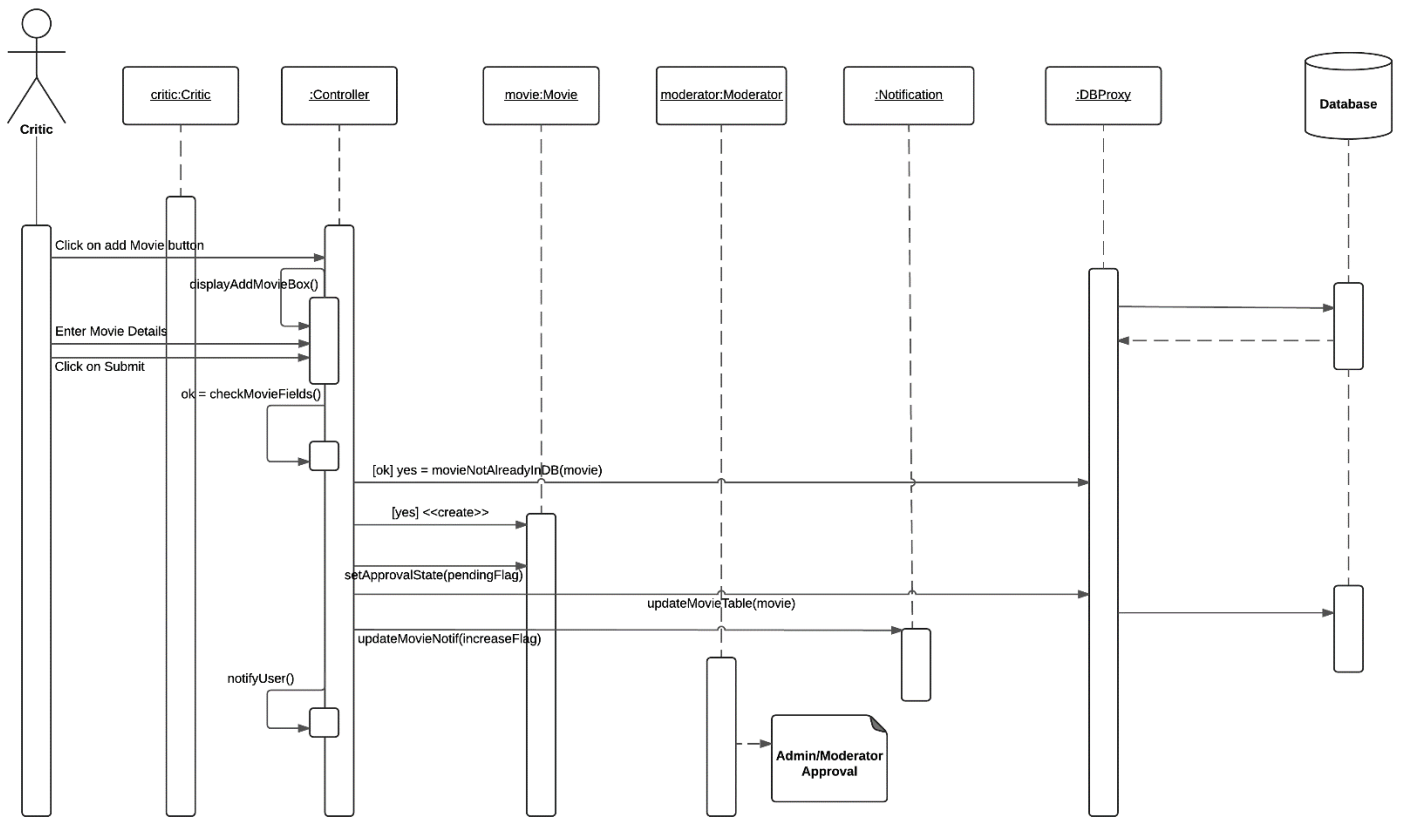 Critic
critic:Critic
:Controller
movie:Movie
moderator:Moderator
:Notification
:DBProxy
Database
Click on add Movie button
displayAddMovieBox()
Enter Movie Details
Click on Submit
ok = checkMovieFields()
[ok] yes = movieNotAlreadyInDB(movie)
[yes] <<create>>
setApprovalState(pendingFlag)
updateMovieTable(movie)
updateMovieNotif(increaseFlag)
notifyUser()
Admin/Moderator
Approval